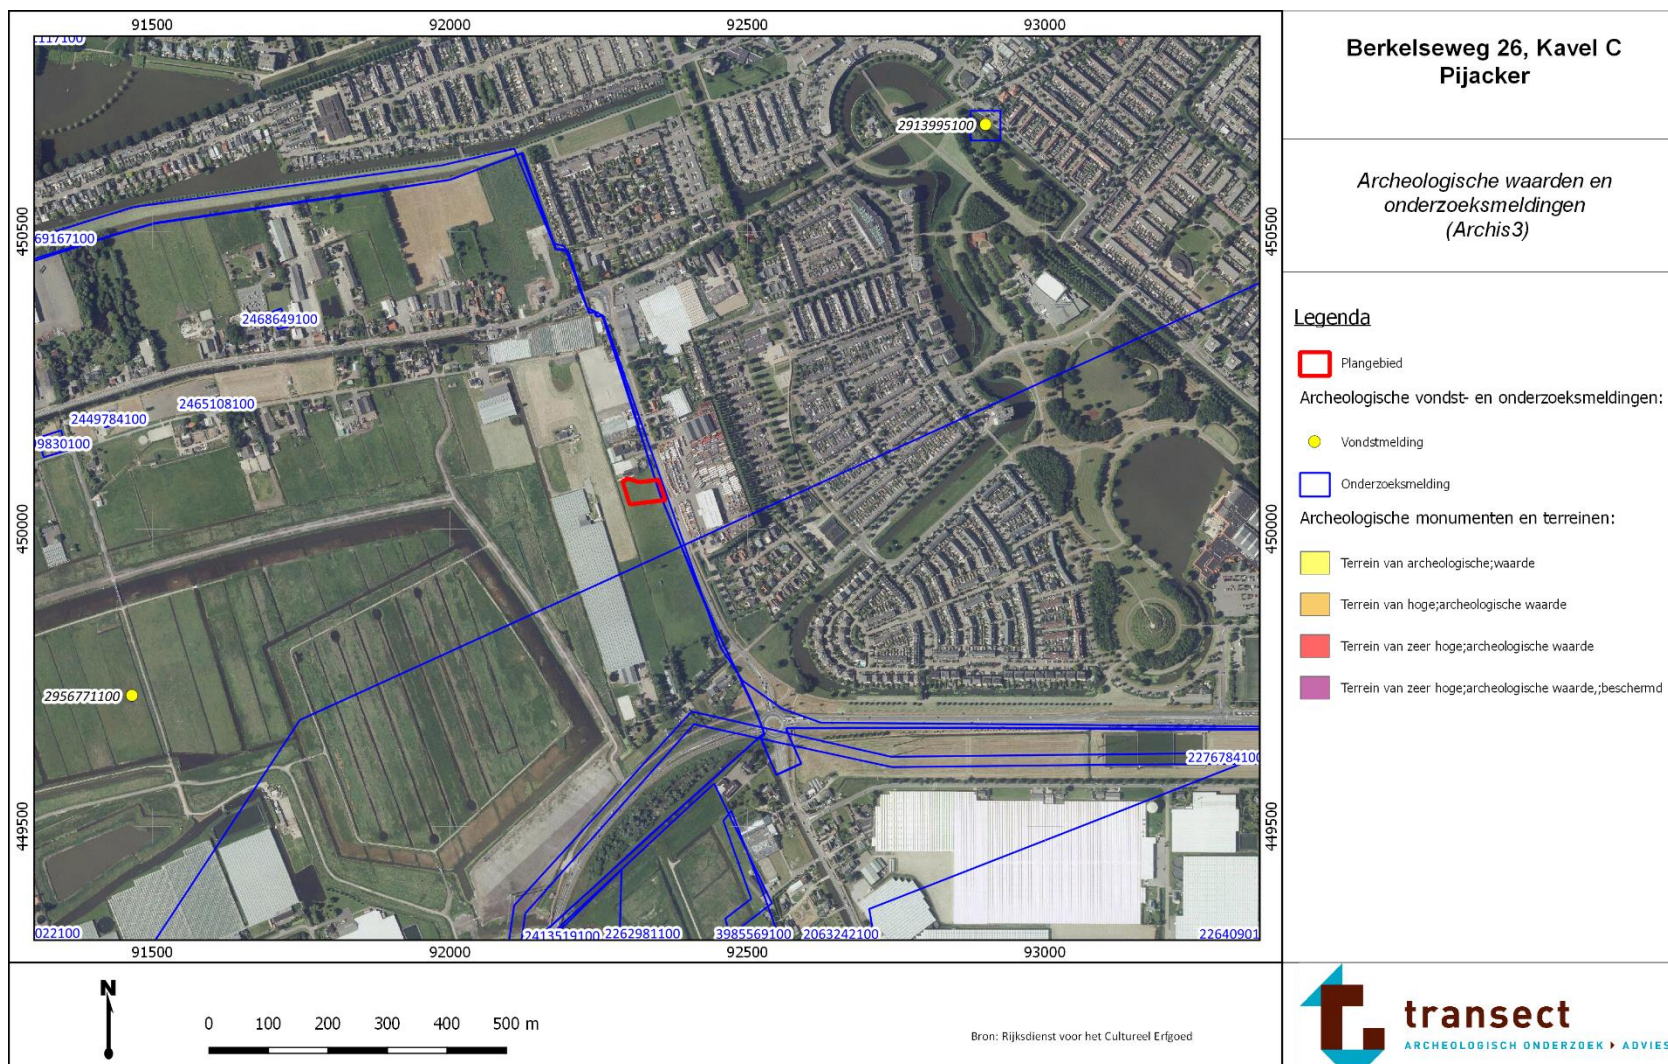 91500 92000 92500 93000
117100
2913995100
450500
69167100
450500
2468649100
2465108100
2449784100
99830100
450000
450000
2956771100
2276784100
449500
449500
022100
2413519100
2262981100
3985569100
2063242100
22640901
91500 92000 92500 93000
N
0 100 200 300 400 500 m
Bron: Rijksdienst voor het Cultureel Erfgoed
Berkelseweg 26, Kavel C
Pijacker
Archeologische waarden en
onderzoeksmeldingen
(Archis3)
Legenda
Plangebied
Archeologische vondst- en onderzoeksmeldingen:
Vondstmelding
Onderzoeksmelding
Archeologische monumenten en terreinen:
Terrein van archeologische;waarde
Terrein van hoge;archeologische waarde
Terrein van zeer hoge;archeologische waarde
Terrein van zeer hoge;archeologische waarde,;beschermd
transect
ARCHEOLOGISCH ONDERZOEK ▸ ADVIES